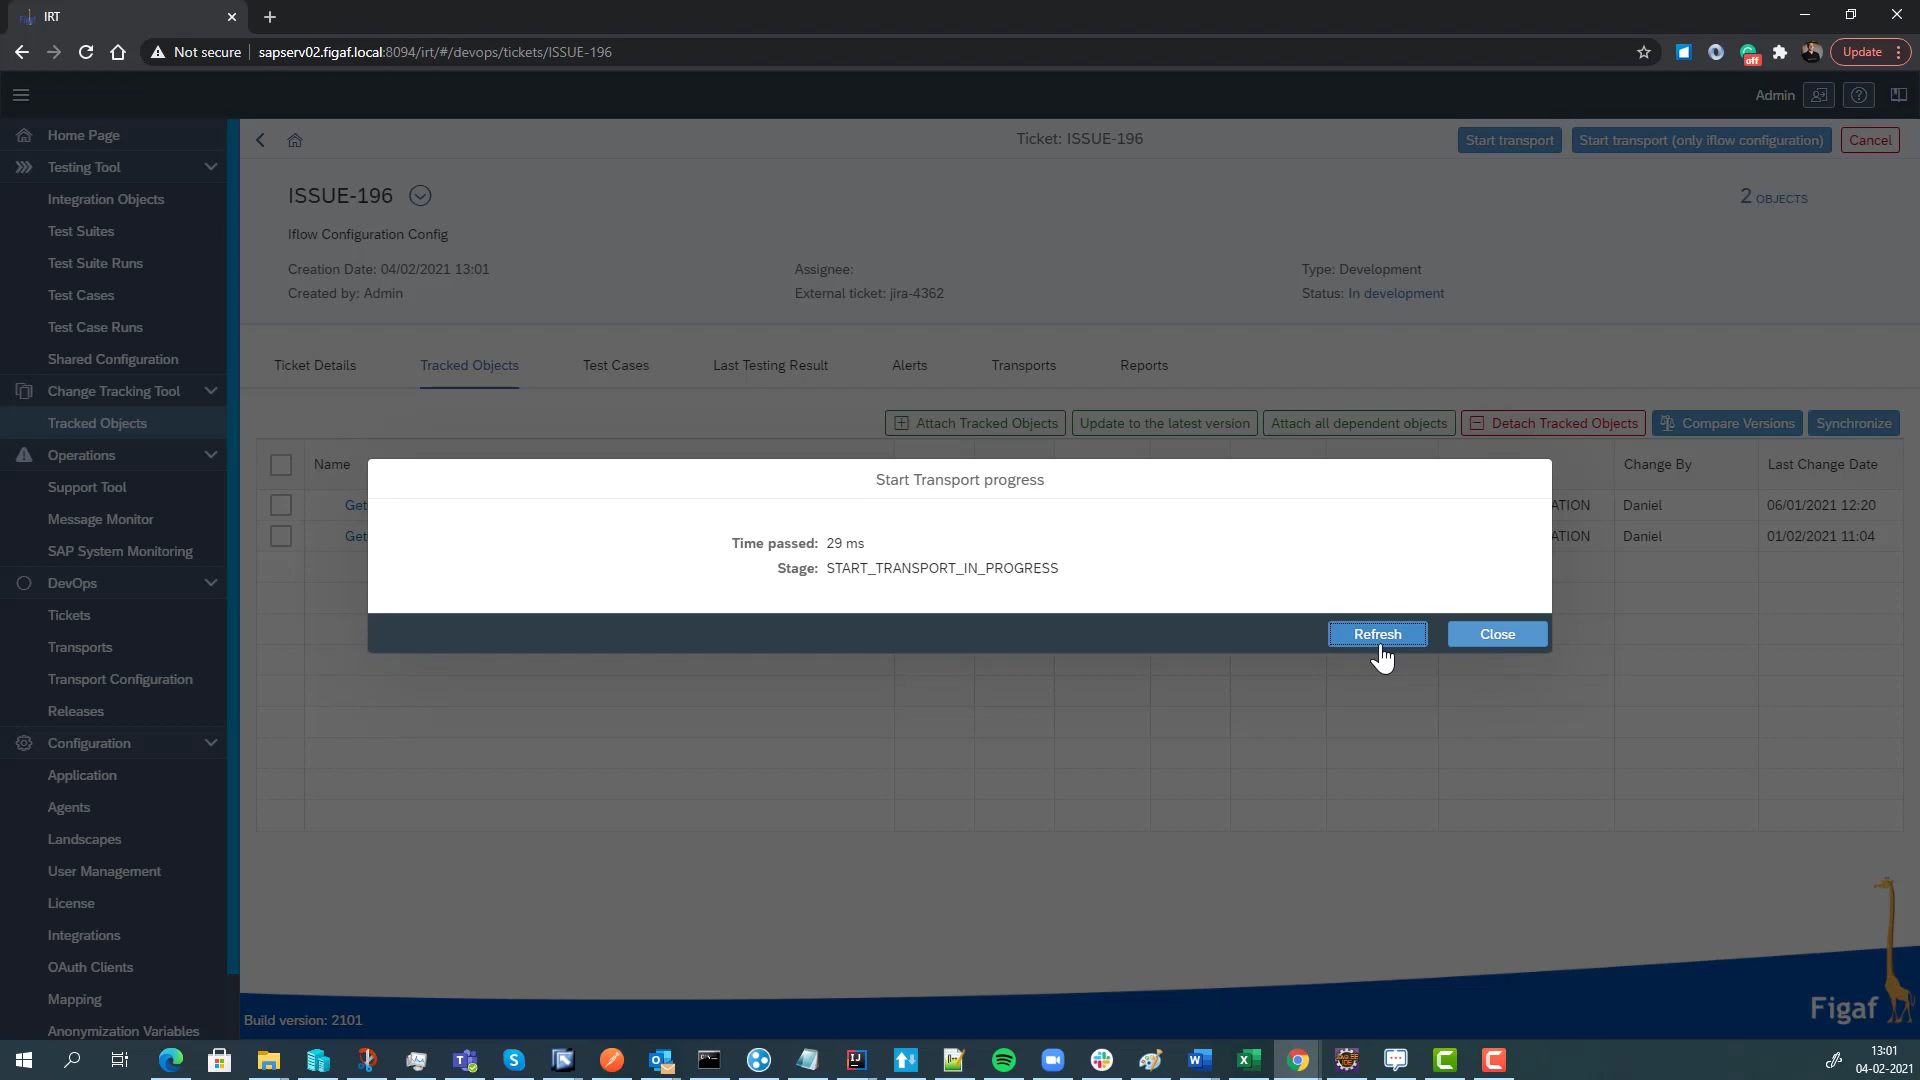 IRT
Not secure
sapserv02.figaf.local:8094/irt/#/devops/tickets/ISSUE-196
off
Update
Admin
Home Page
Testing Tool
Integration Objects
Test Suites
Test Suite Runs
Test Cases
Test Case Runs
Shared Configuration
Change Tracking Tool
Tracked Objects
Operations
Support Tool
Message Monitor
SAP System Monitoring
DevOps
Tickets
Transports
Transport Configuration
Releases
Configuration
Application
Agents
Landscapes
User Management
License
Integrations
OAuth Clients
Mapping
Anonymization Variables
Ticket: ISSUE-196
Start transport
Start transport (only iflow configuration)
Cancel
ISSUE-196
2 OBJECTS
Iflow Configuration Config
Creation Date: 04/02/2021 13:01
Assignee:
Type: Development
Created by: Admin
External ticket: jira-4362
Status: In development
Ticket Details
Tracked Objects
Test Cases
Last Testing Result
Alerts
Transports
Reports
Attach Tracked Objects
Update to the latest version
Attach all dependent objects
Detach Tracked Objects
Compare Versions
Synchronize
Name
Change By
Last Change Date
Get
ATION
Daniel
06/01/2021 12:20
Get
ATION
Daniel
01/02/2021 11:04
Start Transport progress
Time passed: 29 ms
Stage: START_TRANSPORT_IN_PROGRESS
Refresh
Close
Figaf
Build version: 2101
13:01
04-02-2021